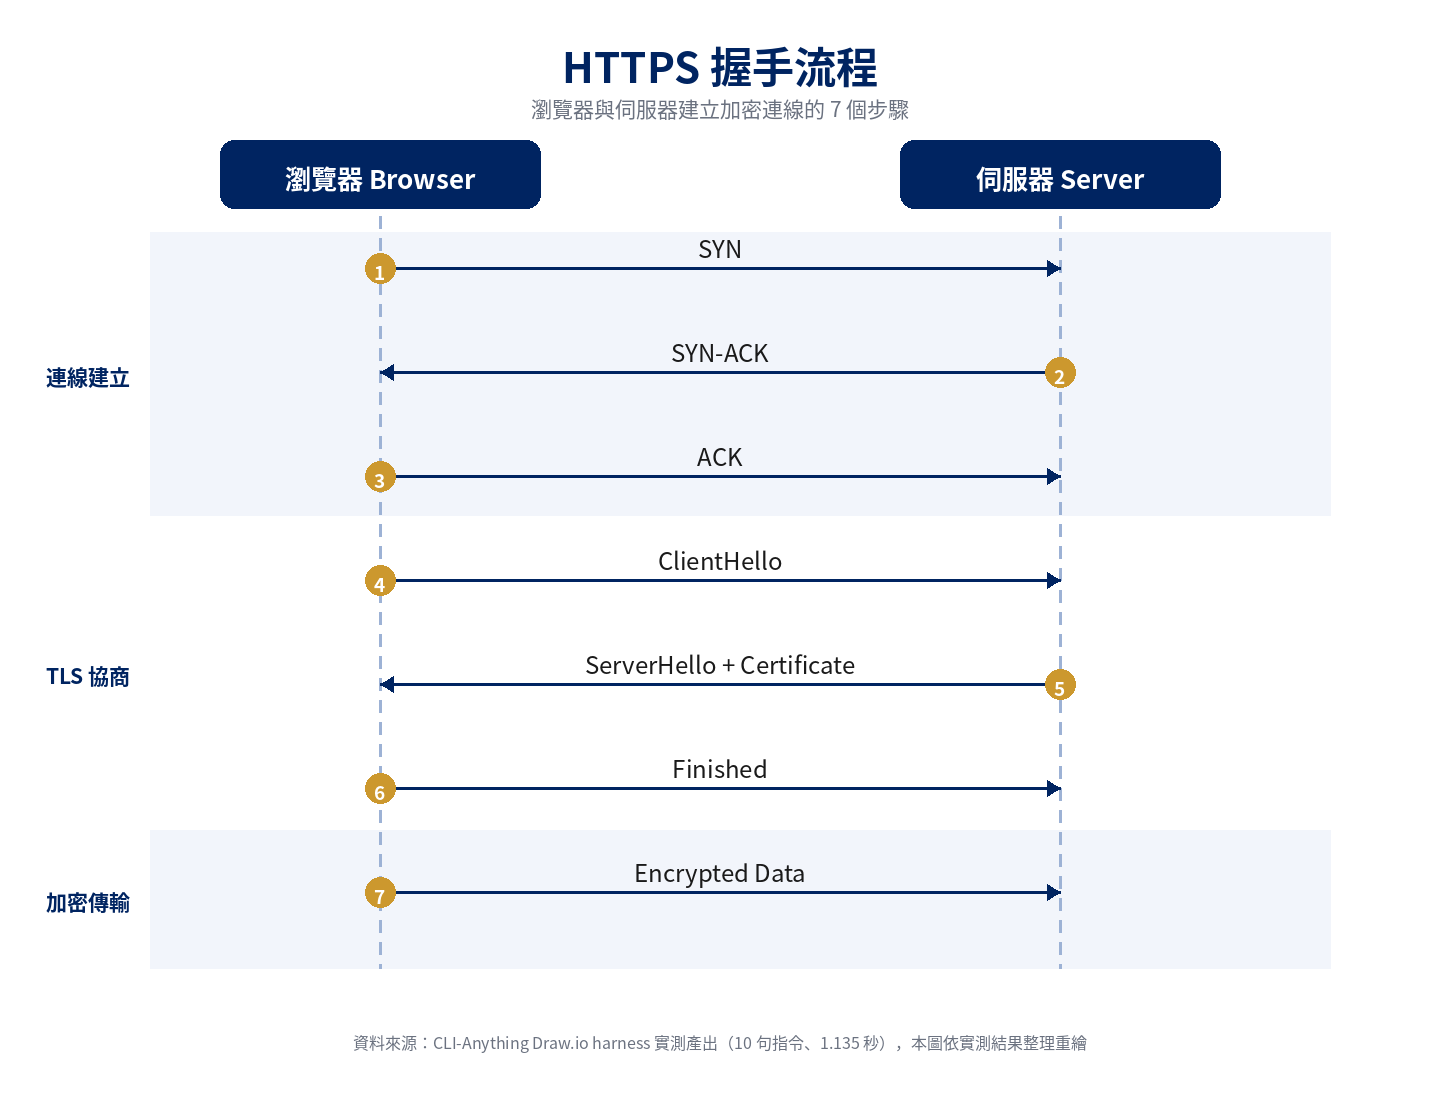 HTTPS 握手流程
瀏覽器與伺服器建立加密連線的 7 個步驟
瀏覽器 Browser
伺服器 Server
SYN
1
連線建立
SYN-ACK
2
ACK
3
ClientHello
4
TLS 協商
ServerHello + Certificate
5
Finished
6
Encrypted Data
7
加密傳輸
資料來源：CLI-Anything Draw.io harness 實測產出（10 句指令、1.135 秒），本圖依實測結果整理重繪